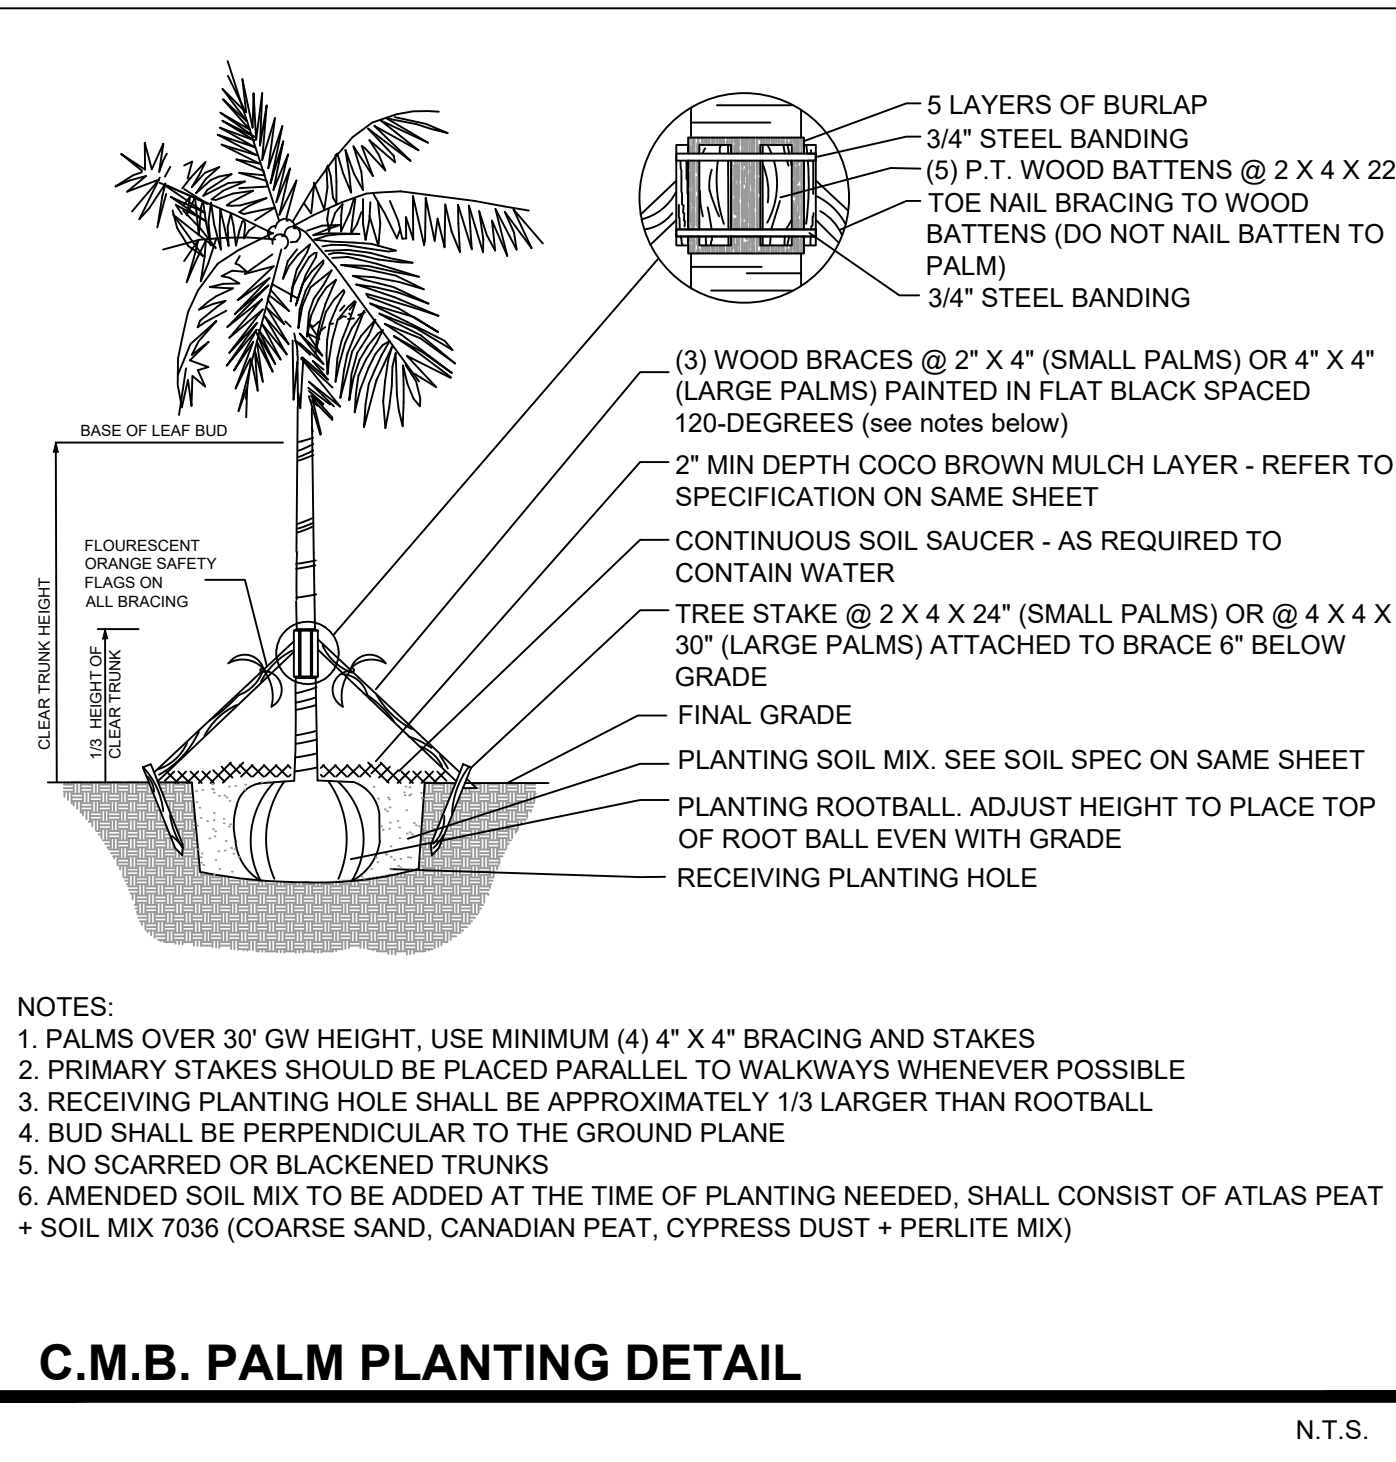 5 LAYERS OF BURLAP
3/4" STEEL BANDING
(5) P.T. WOOD BATTENS @ 2 X 4 X 22
TOE NAIL BRACING TO WOOD
BATTENS (DO NOT NAIL BATTEN TO
PALM)
3/4" STEEL BANDING
(3) WOOD BRACES @ 2" X 4" (SMALL PALMS) OR 4" X 4"
(LARGE PALMS) PAINTED IN FLAT BLACK SPACED
120-DEGREES (see notes below)
BASE OF LEAF BUD
2" MIN DEPTH COCO BROWN MULCH LAYER - REFER TO
SPECIFICATION ON SAME SHEET
CONTINUOUS SOIL SAUCER - AS REQUIRED TO
CONTAIN WATER
FLOURESCENT
ORANGE SAFETY
FLAGS ON
ALL BRACING
CLEAR TRUNK HEIGHT
1/3 HEIGHT OF
CLEAR TRUNK
TREE STAKE @ 2 X 4 X 24" (SMALL PALMS) OR @ 4 X 4 X
30" (LARGE PALMS) ATTACHED TO BRACE 6" BELOW
GRADE
FINAL GRADE
PLANTING SOIL MIX. SEE SOIL SPEC ON SAME SHEET
PLANTING ROOTBALL. ADJUST HEIGHT TO PLACE TOP
OF ROOT BALL EVEN WITH GRADE
RECEIVING PLANTING HOLE
NOTES:
1. PALMS OVER 30' GW HEIGHT, USE MINIMUM (4) 4" X 4" BRACING AND STAKES
2. PRIMARY STAKES SHOULD BE PLACED PARALLEL TO WALKWAYS WHENEVER POSSIBLE
3. RECEIVING PLANTING HOLE SHALL BE APPROXIMATELY 1/3 LARGER THAN ROOTBALL
4. BUD SHALL BE PERPENDICULAR TO THE GROUND PLANE
5. NO SCARRED OR BLACKENED TRUNKS
6. AMENDED SOIL MIX TO BE ADDED AT THE TIME OF PLANTING NEEDED, SHALL CONSIST OF ATLAS PEAT
+ SOIL MIX 7036 (COARSE SAND, CANADIAN PEAT, CYPRESS DUST + PERLITE MIX)
C.M.B. PALM PLANTING DETAIL
N.T.S.